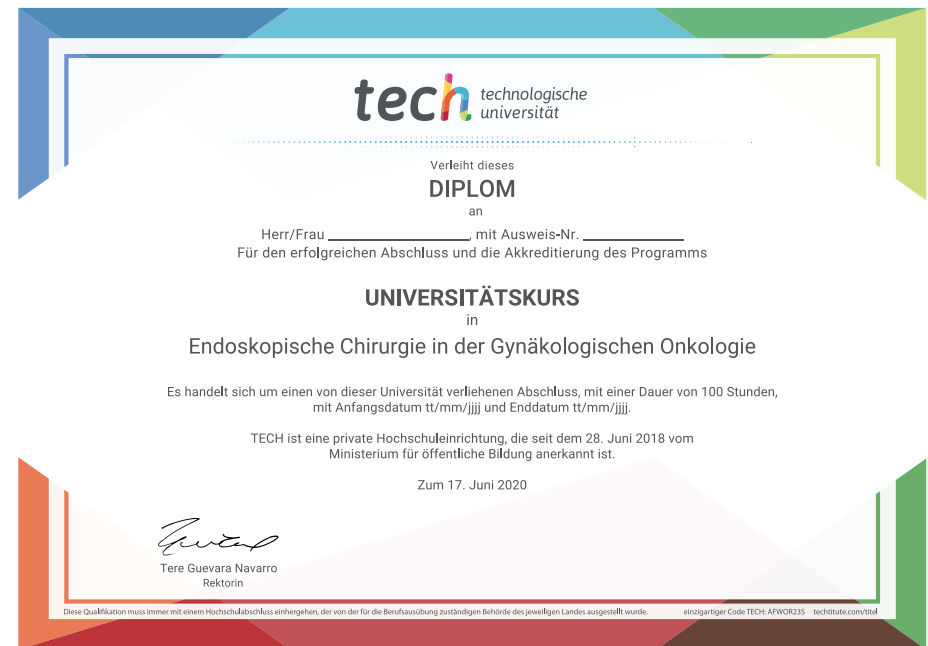 tech technologische
universität
Verleiht dieses
DIPLOM
an
Herr/Frau ________________, mit Ausweis-Nr. ____________
Für den erfolgreichen Abschluss und die Akkreditierung des Programms
UNIVERSITÄTSKURS
in
Endoskopische Chirurgie in der Gynäkologischen Onkologie
Es handelt sich um einen von dieser Universität verliehenen Abschluss, mit einer Dauer von 100 Stunden,
mit Anfangsdatum tt/mm/jjjj und Enddatum tt/mm/jjjj.
TECH ist eine private Hochschuleinrichtung, die seit dem 28. Juni 2018 vom
Ministerium für öffentliche Bildung anerkannt ist.
Zum 17. Juni 2020
Tere Guevara Navarro
Rektorin
Diese Qualifikation muss immer mit einem Hochschulabschluss einhergehen, der von der für die Berufsausübung zuständigen Behörde des jeweiligen Landes ausgestellt wurde. einzigartiger Code TECH: AFWOR235 techtitute.com/titel